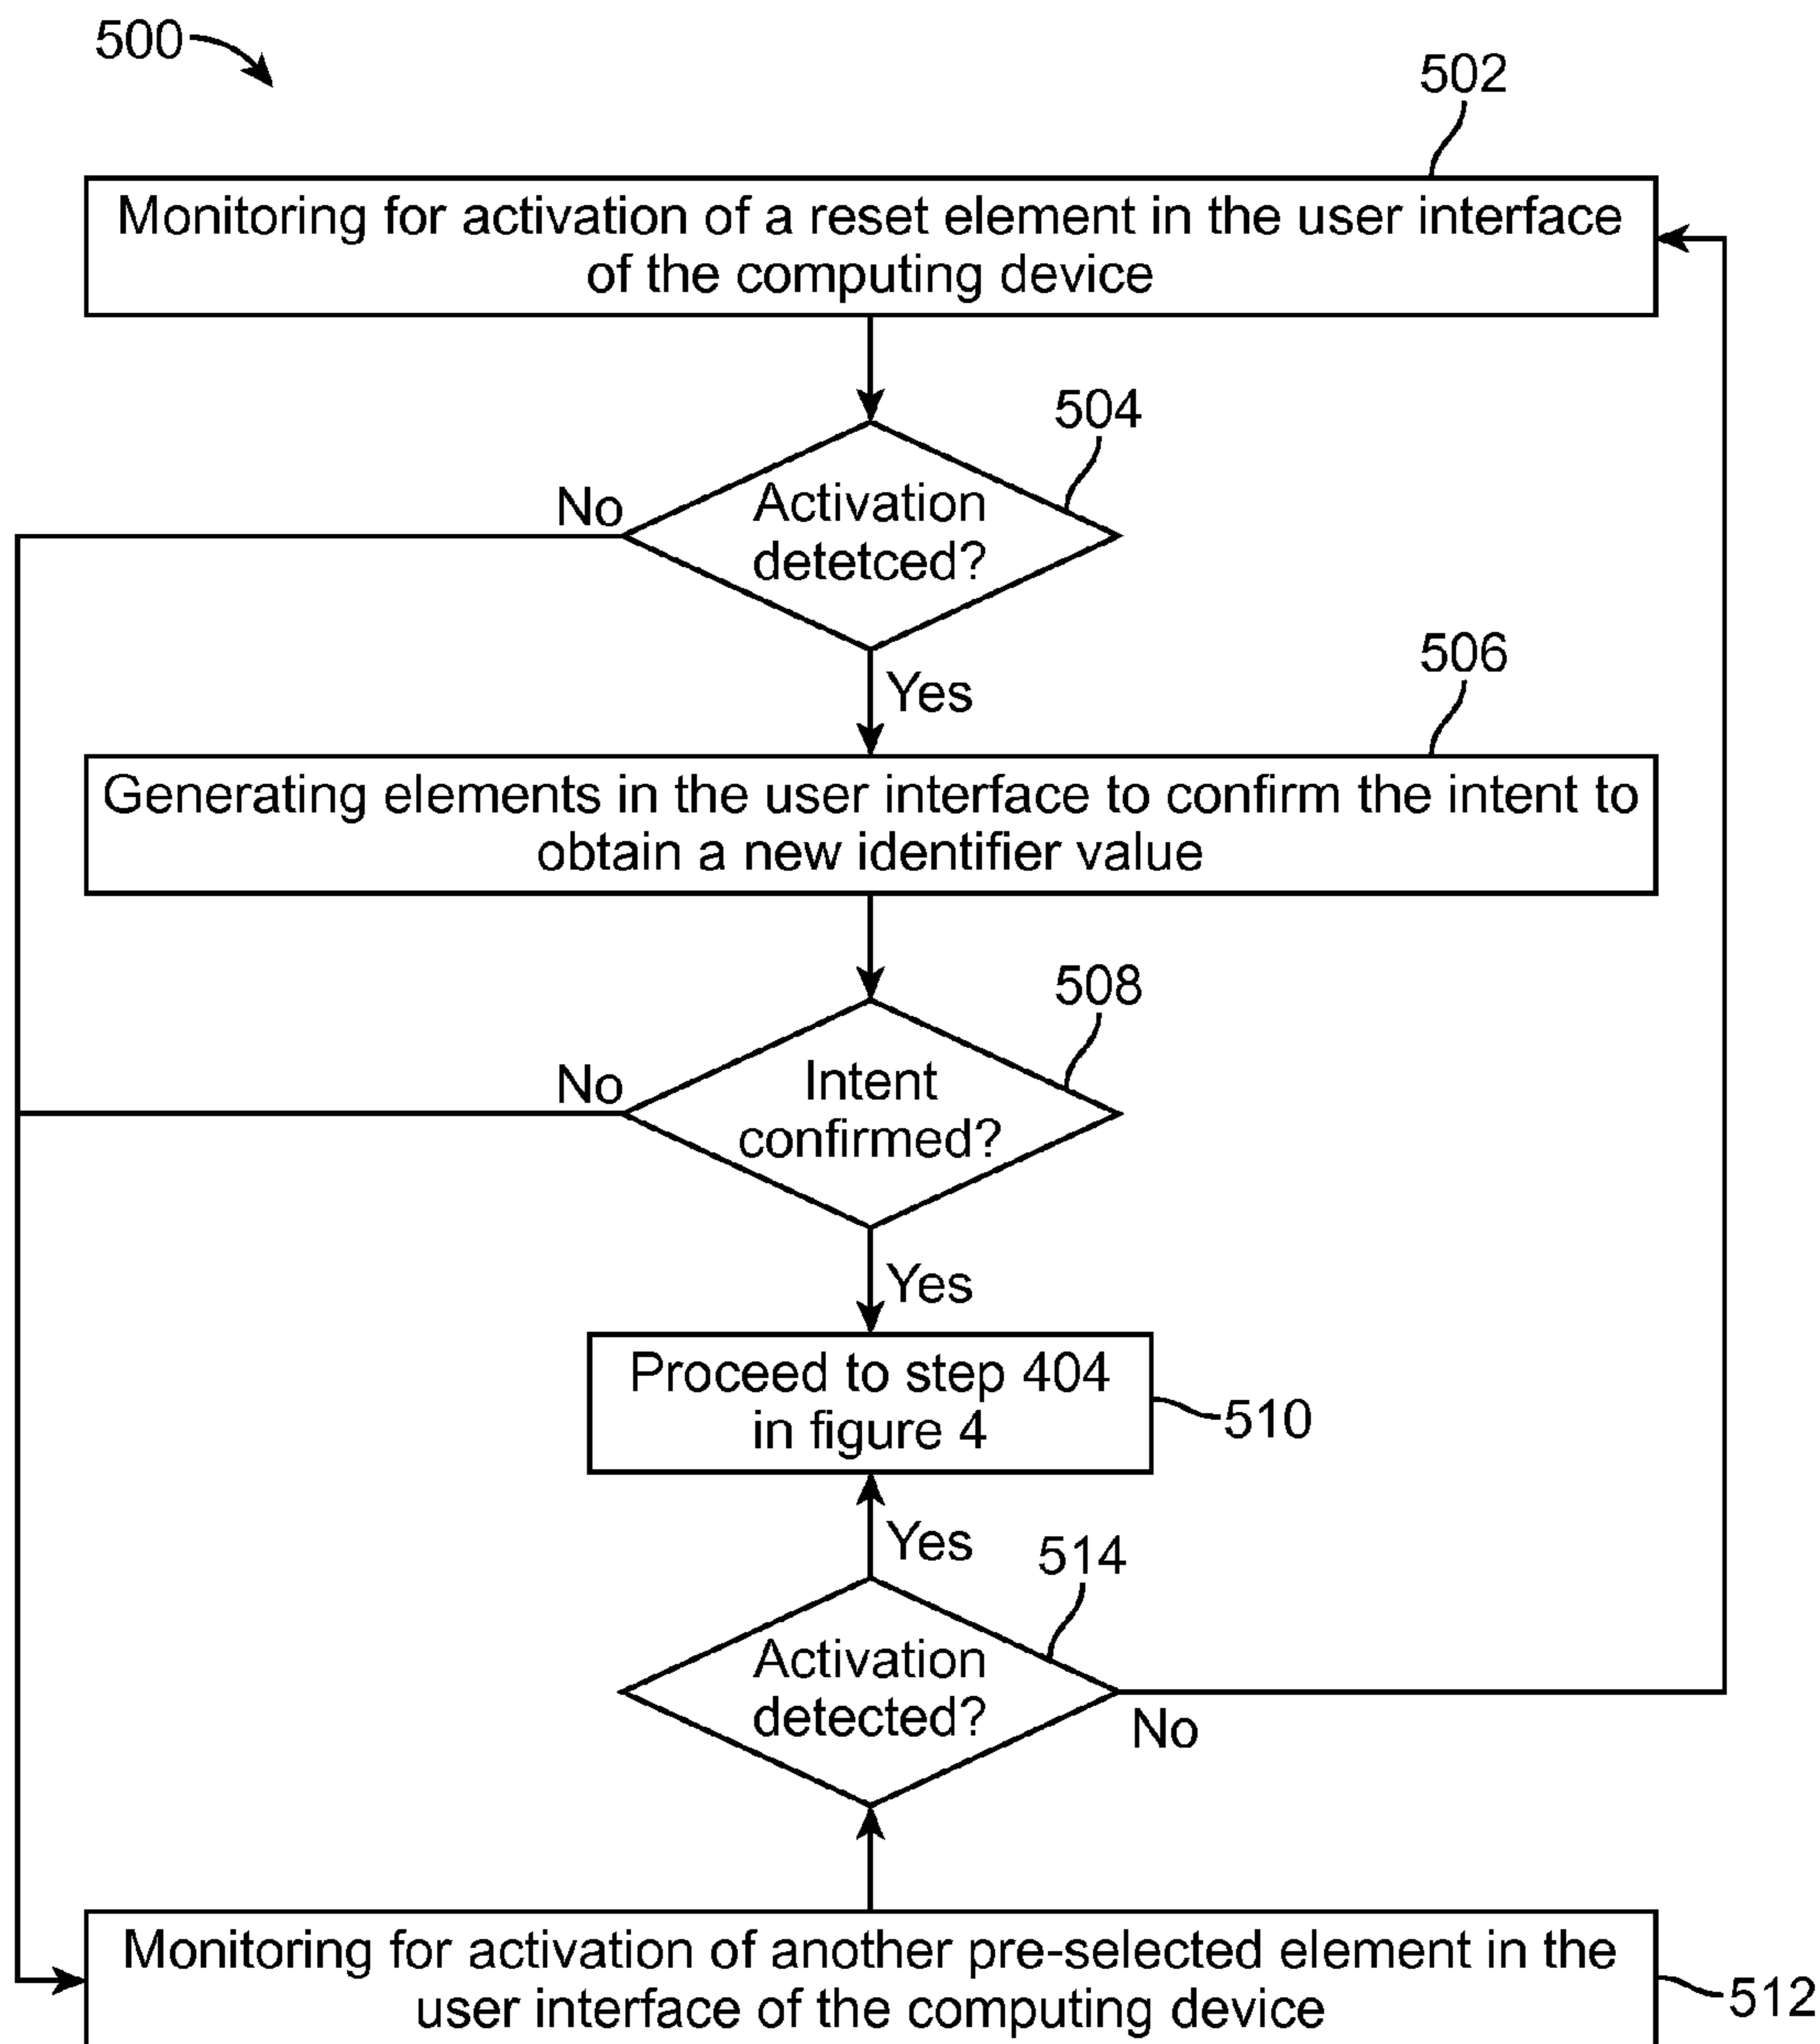 500
502
Monitoring for activation of a reset element in the user interface
of the computing device
504
No
Activation
detetced?
Yes
506
Generating elements in the user interface to confirm the intent to
obtain a new identifier value
508
No
Intent
confirmed?
Yes
Proceed to step 404
in figure 4
510
Yes
514
Activation
detected?
No
Monitoring for activation of another pre-selected element in the
user interface of the computing device
512